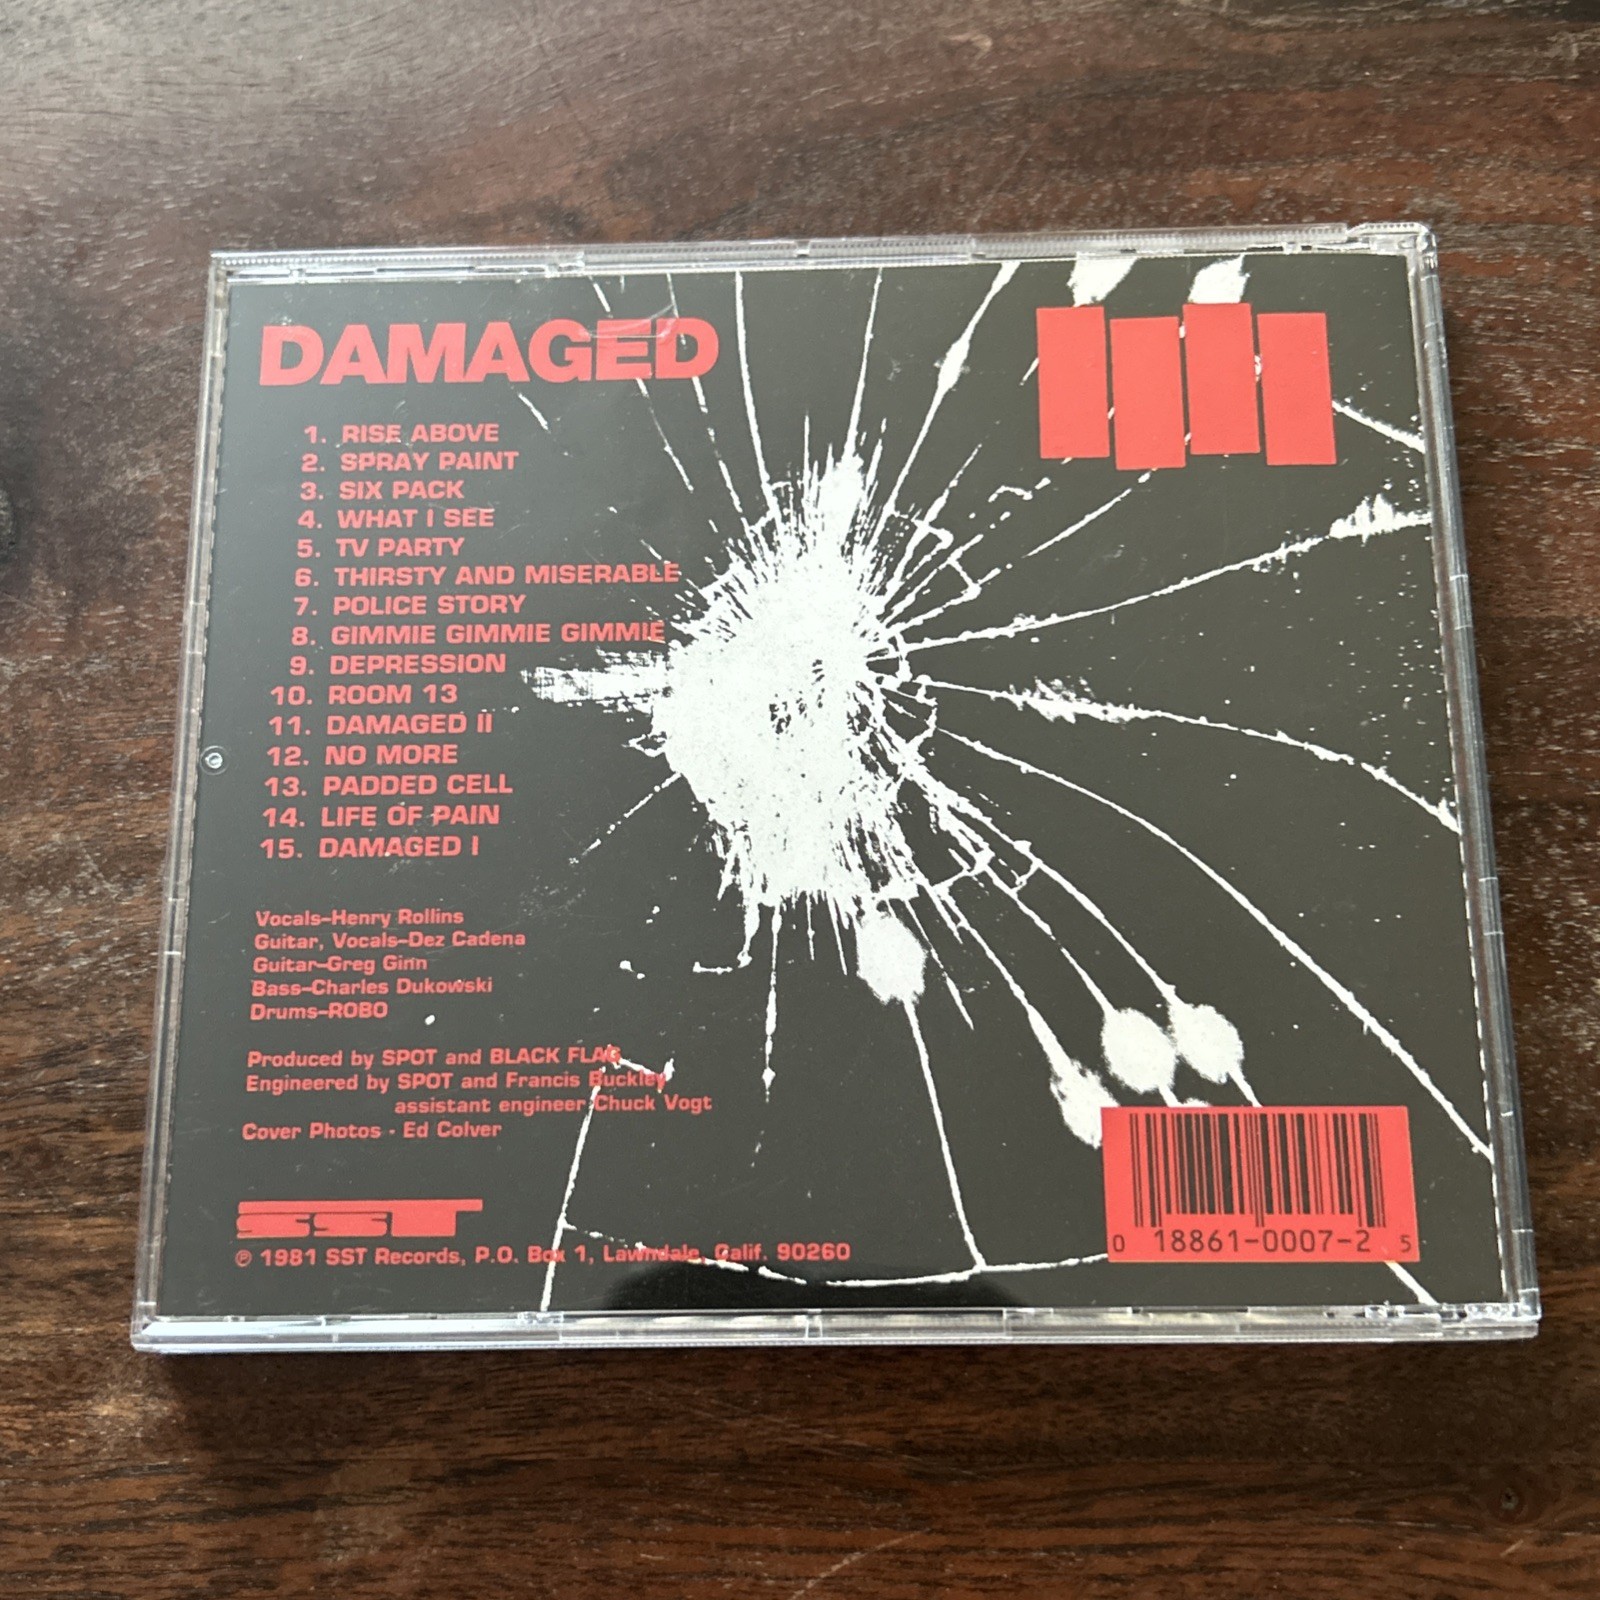 DAMAGED
1. RISE ABOVE
2. SPRAY PAINT
3. SIX PACK
4. WHAT I SEE
5. TV PARTY
6. THIRSTY AND MISERABLE
7. POLICE STORY
8. GIMMIE GIMMIE GIMMIE
9. DEPRESSION
10. ROOM 13
11. DAMAGED II
12. NO MORE
13. PADDED CELL
14. LIFE OF PAIN
15. DAMAGED I
Vocals-Henry Rollins
Guitar, Vocals-Dez Cadena
Guitar-Greg Ginn
Bass-Charles Dukowski
Drums-ROBO
Produced by SPOT and BLACK FLAG
Engineered by SPOT and Francis Buckley
assistant engineer Chuck Vogt
Cover Photos - Ed Colver
SST
℗ 1981 SST Records, P.O. Box 1, Lawndale, Calif. 90260
0 18861-0007-2 5